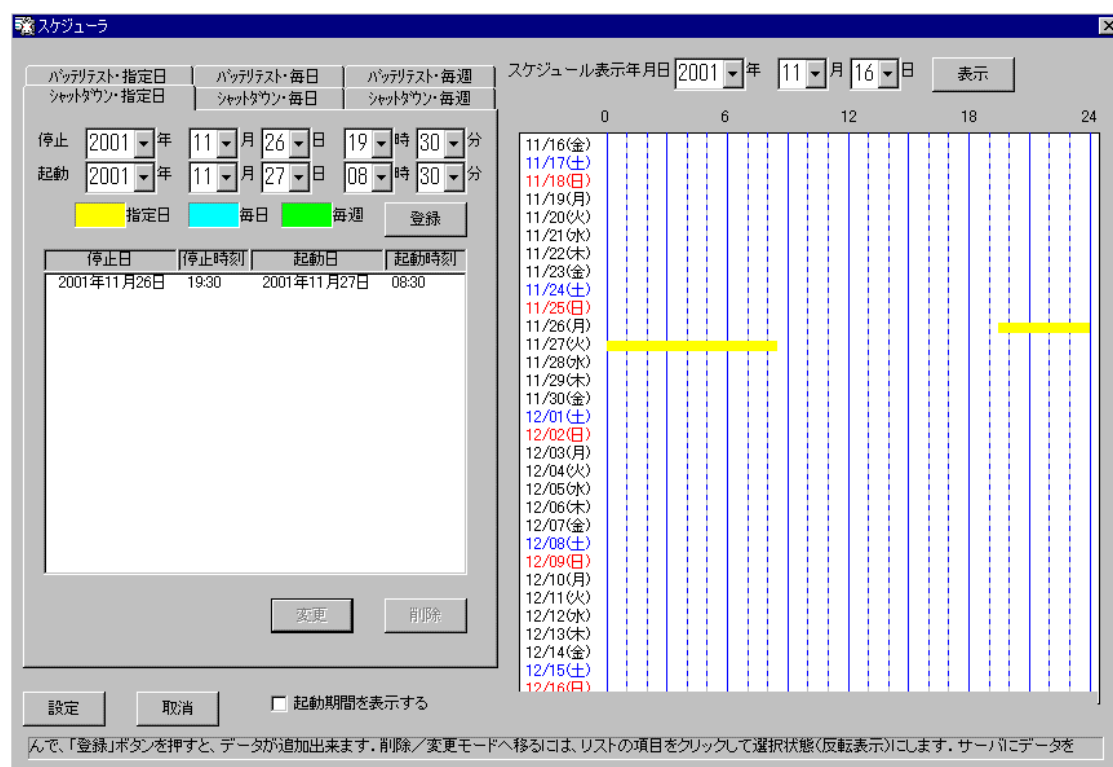 スケジューラ
バッテリテスト・指定日 バッテリテスト・毎日 バッテリテスト・毎週
シャットダウン・指定日 シャットダウン・毎日 シャットダウン・毎週
停止 2001 年 11 月 26 日 19 時 30 分
起動 2001 年 11 月 27 日 08 時 30 分
指定日 毎日 毎週 登録
停止日 停止時刻 起動日 起動時刻
2001年11月26日 19:30 2001年11月27日 08:30
変更 削除
設定 取消 起動期間を表示する
スケジュール表示年月日 2001 年 11 月 16 日 表示
0 6 12 18 24
11/16(金)
11/17(土)
11/18(日)
11/19(月)
11/20(火)
11/21(水)
11/22(木)
11/23(金)
11/24(土)
11/25(日)
11/26(月)
11/27(火)
11/28(水)
11/29(木)
11/30(金)
12/01(土)
12/02(日)
12/03(月)
12/04(火)
12/05(水)
12/06(木)
12/07(金)
12/08(土)
12/09(日)
12/10(月)
12/11(火)
12/12(水)
12/13(木)
12/14(金)
12/15(土)
12/16(日)
んで、「登録」ボタンを押すと、データが追加出来ます．削除／変更モードへ移るには、リストの項目をクリックして選択状態(反転表示)にします．サーバにデータを